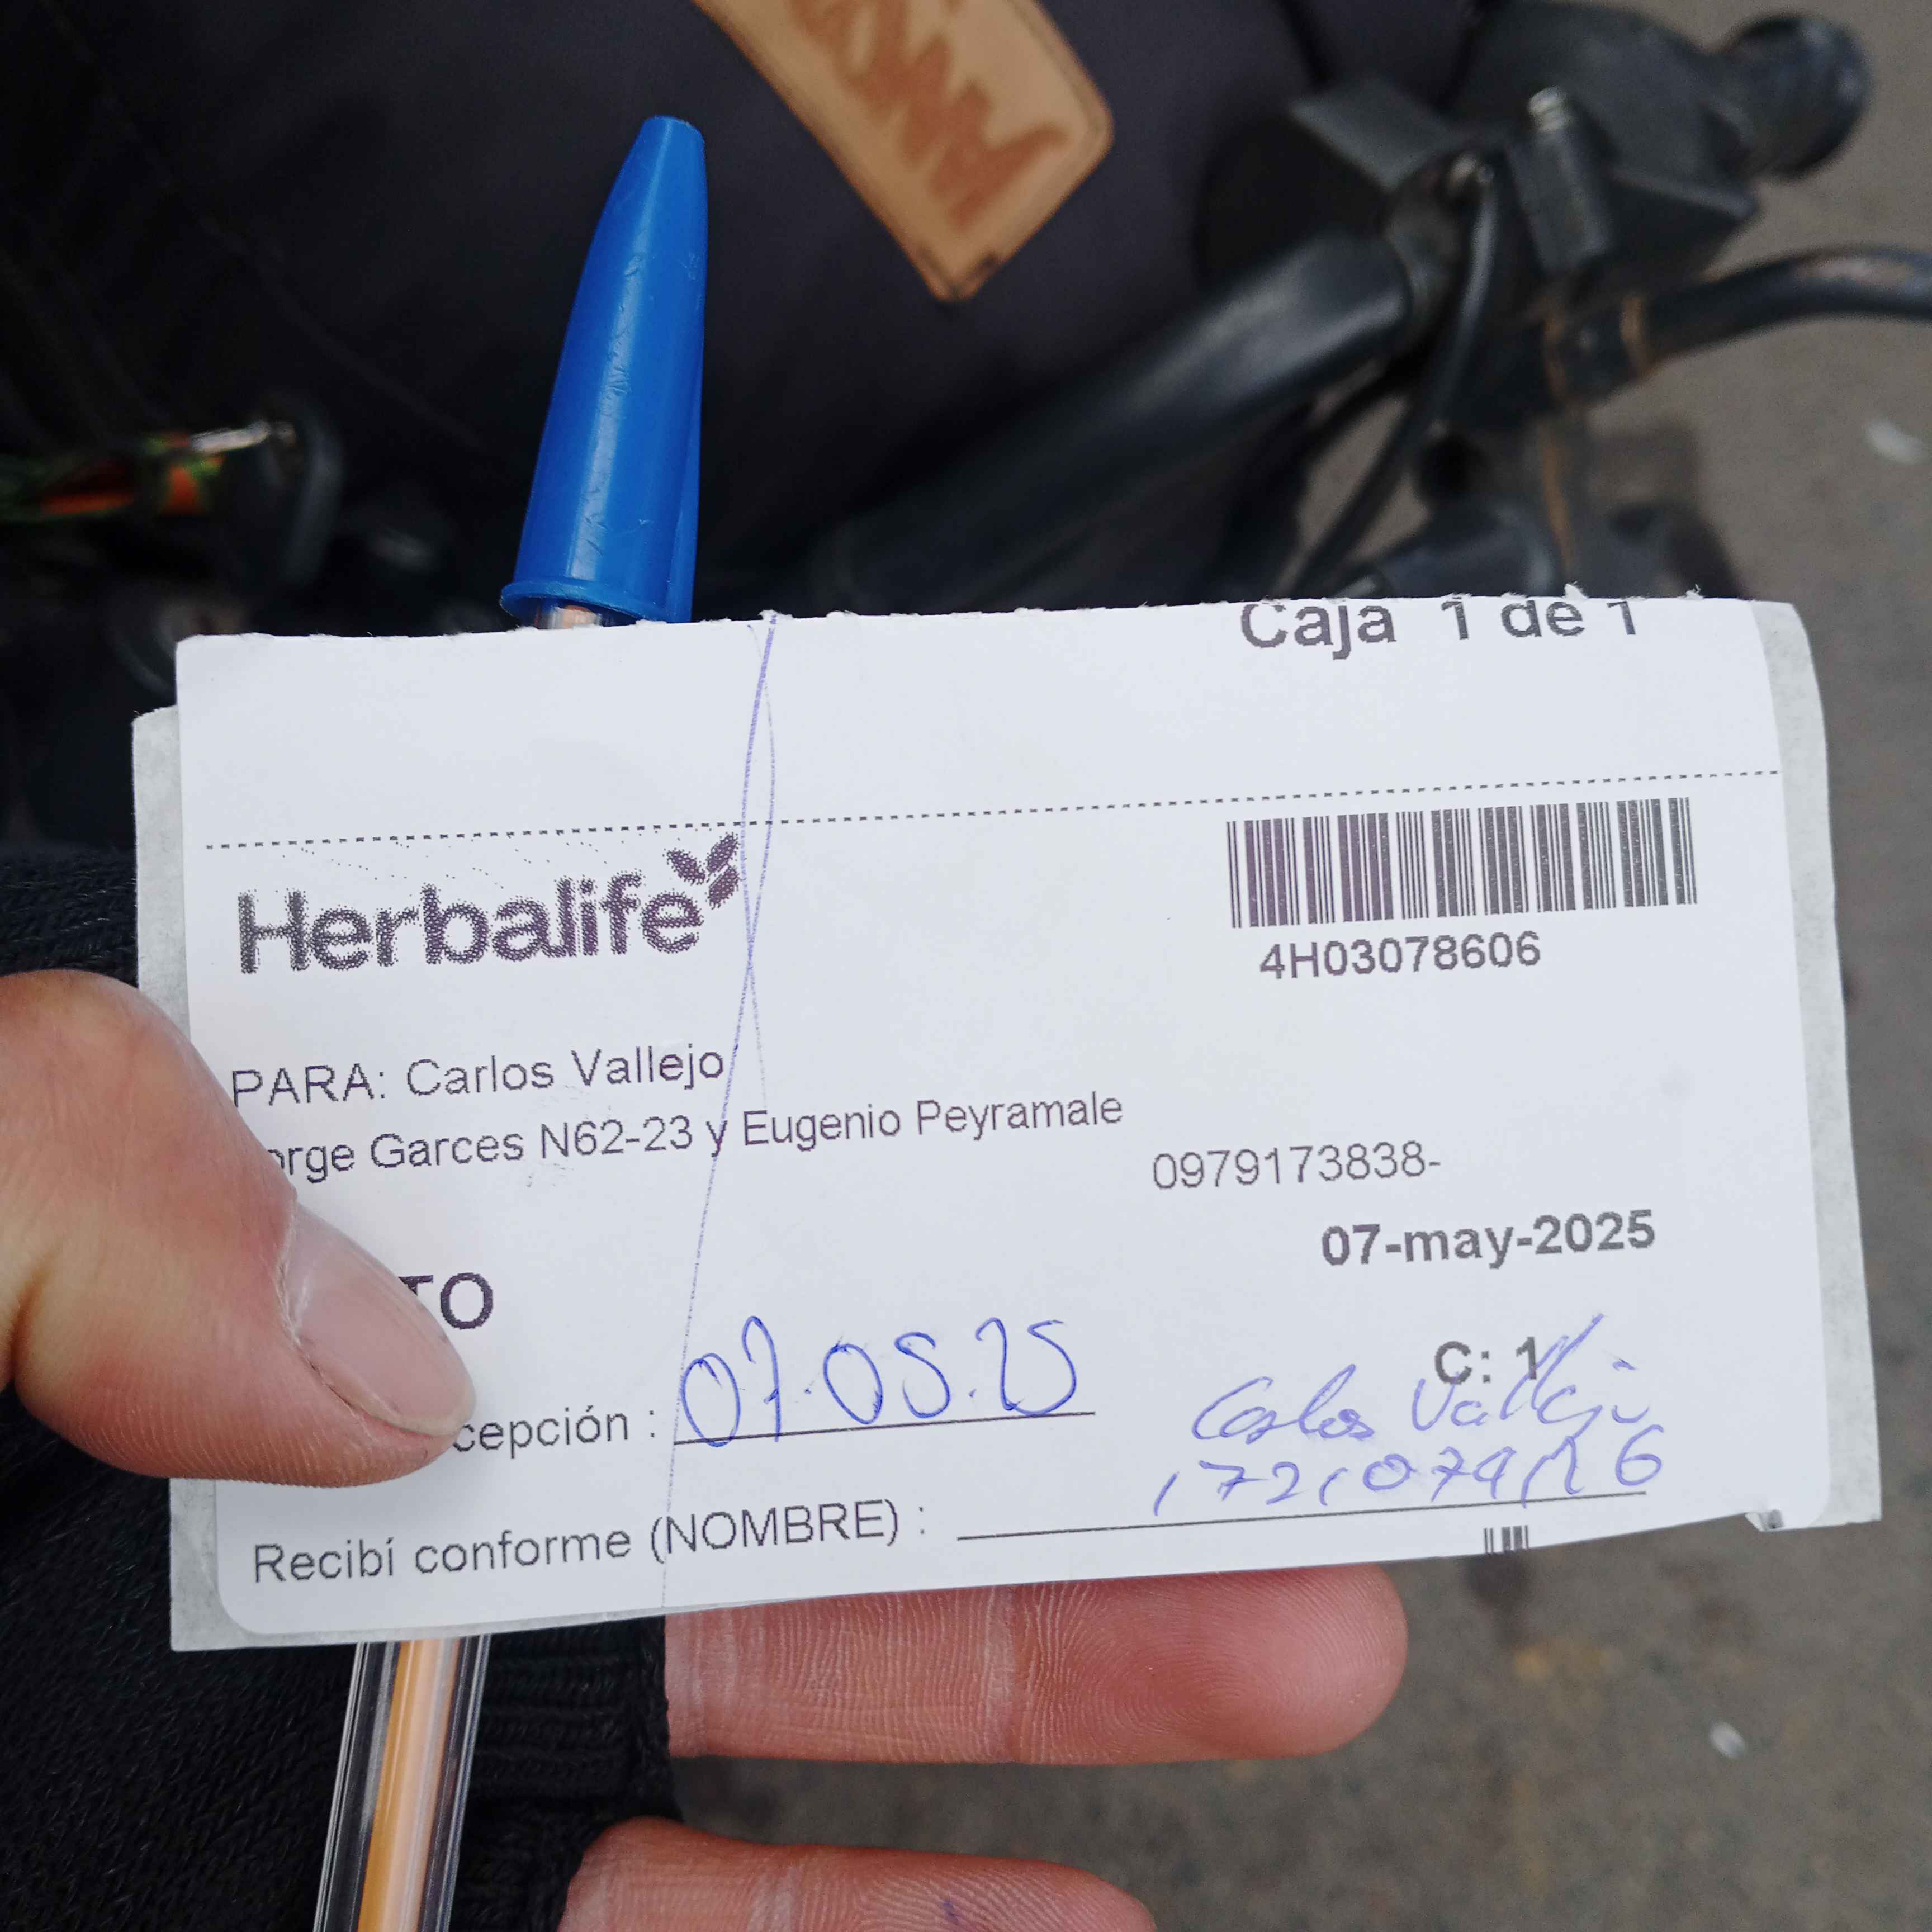 Caja 1 de 1
Herbalife
4H03078606
PARA: Carlos Vallejo
orge Garces N62-23 y Eugenio Peyramale
0979173838-
07-may-2025
TO
C: 1
cepción : 07.05.25
Carlos Vallejo
Recibí conforme (NOMBRE) :